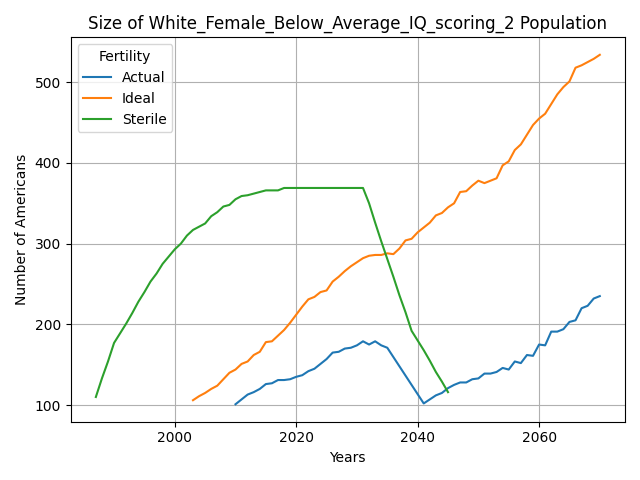 Size of White_Female_Below_Average_IQ_scoring_2 Population
Fertility
Actual
Ideal
Sterile
Number of Americans
500
400
300
200
100
2000
2020
2040
2060
Years